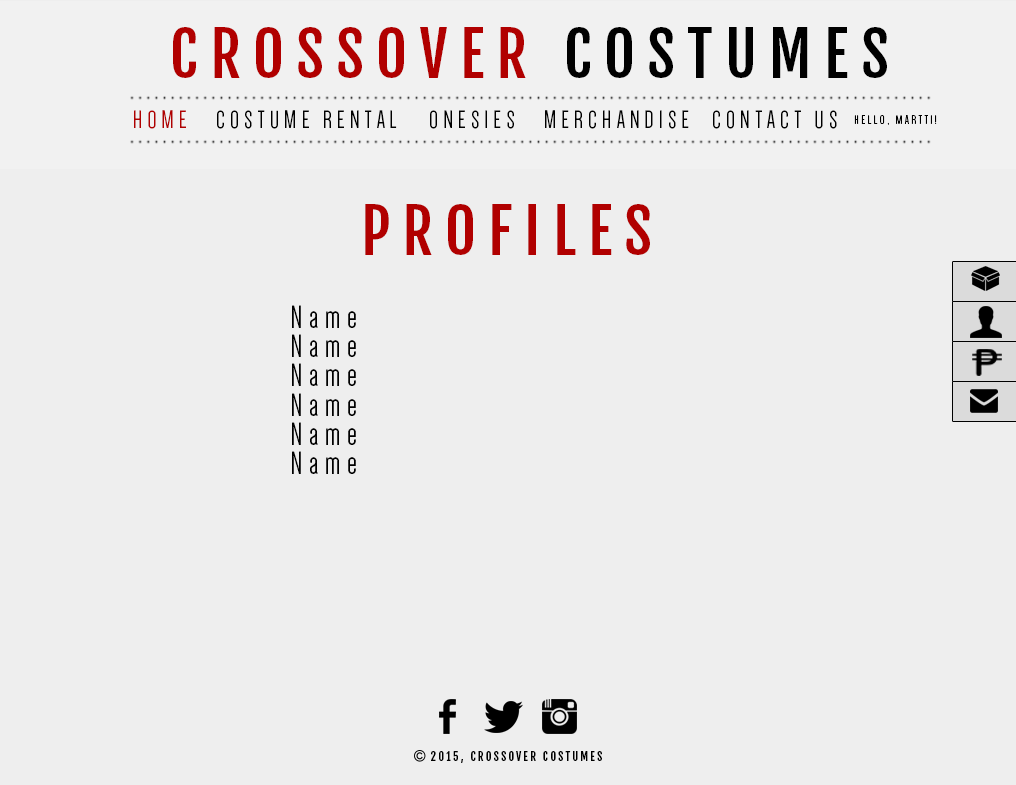 CROSSOVER COSTUMES
HOME COSTUME RENTAL ONESIES MERCHANDISE CONTACT US HELLO, MARTTI!
PROFILES
Name
Name
Name
Name
Name
Name
© 2015, CROSSOVER COSTUMES